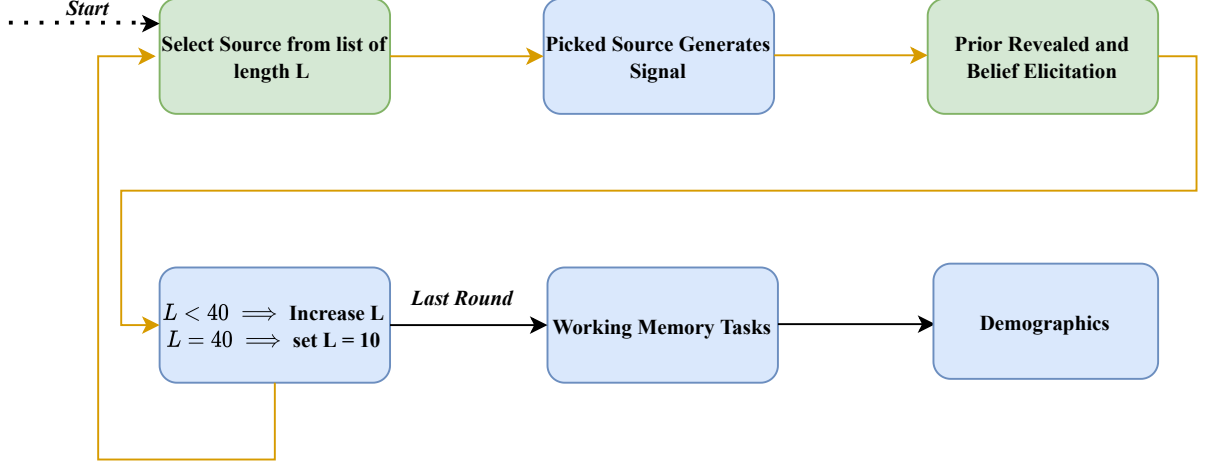 Start
Select Source from list of
length L
Picked Source Generates
Signal
Prior Revealed and
Belief Elicitation
L < 40 ⟹ Increase L
L = 40 ⟹ set L = 10
Last Round
Working Memory Tasks
Demographics